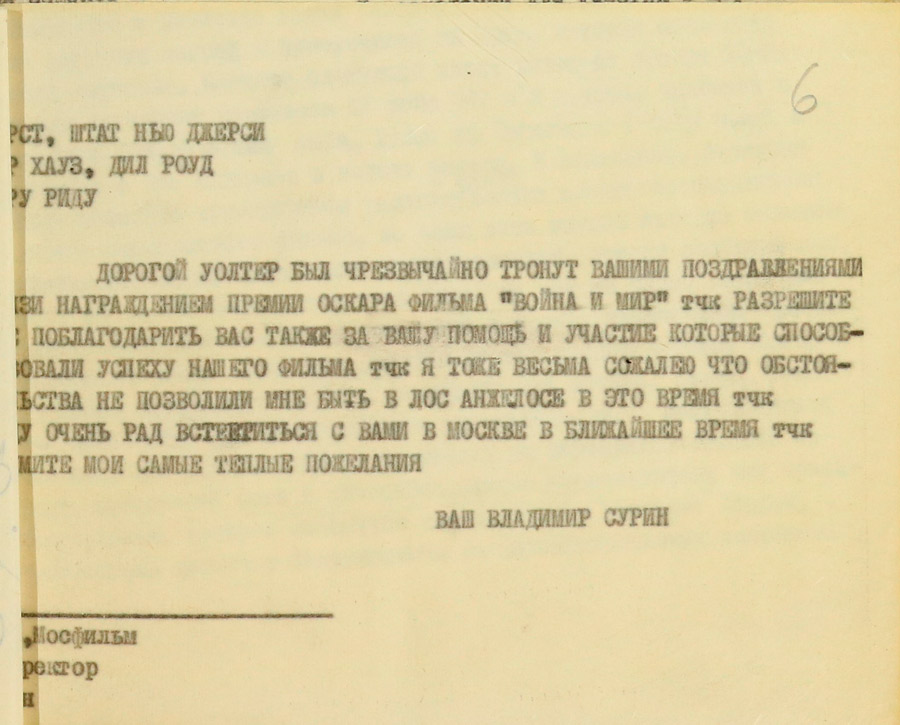 6
РСТ, ШТАТ НЬЮ ДЖЕРСИ
Р ХАУЗ, ДИЛ РОУД
РУ РИДУ
ДОРОГОЙ УОЛТЕР БЫЛ ЧРЕЗВЫЧАЙНО ТРОНУТ ВАШИМИ ПОЗДРАВЛЕНИЯМИ
ЗИ НАГРАЖДЕНИЕМ ПРЕМИИ ОСКАРА ФИЛЬМА "ВОЙНА И МИР" тчк РАЗРЕШИТЕ
ПОБЛАГОДАРИТЬ ВАС ТАКЖЕ ЗА ВАШУ ПОМОЩЬ И УЧАСТИЕ КОТОРЫЕ СПОСОБ-
ВОВАЛИ УСПЕХУ НАШЕГО ФИЛЬМА тчк Я ТОЖЕ ВЕСЬМА СОЖАЛЕЮ ЧТО ОБСТОЯ-
ЬСТВА НЕ ПОЗВОЛИЛИ МНЕ БЫТЬ В ЛОС АНЖЕЛОСЕ В ЭТО ВРЕМЯ тчк
ДУ ОЧЕНЬ РАД ВСТРЕТИТЬСЯ С ВАМИ В МОСКВЕ В БЛИЖАЙШЕЕ ВРЕМЯ тчк
МИТЕ МОИ САМЫЕ ТЕПЛЫЕ ПОЖЕЛАНИЯ
ВАШ ВЛАДИМИР СУРИН
,Мосфильм
ректор
н